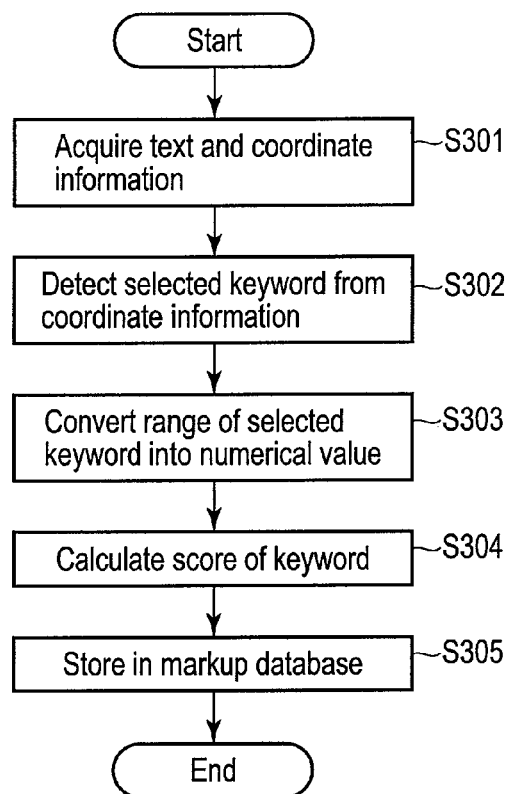 Start
Acquire text and coordinate
information
S301
Detect selected keyword from
coordinate information
S302
Convert range of selected
keyword into numerical value
S303
Calculate score of keyword
S304
Store in markup database
S305
End